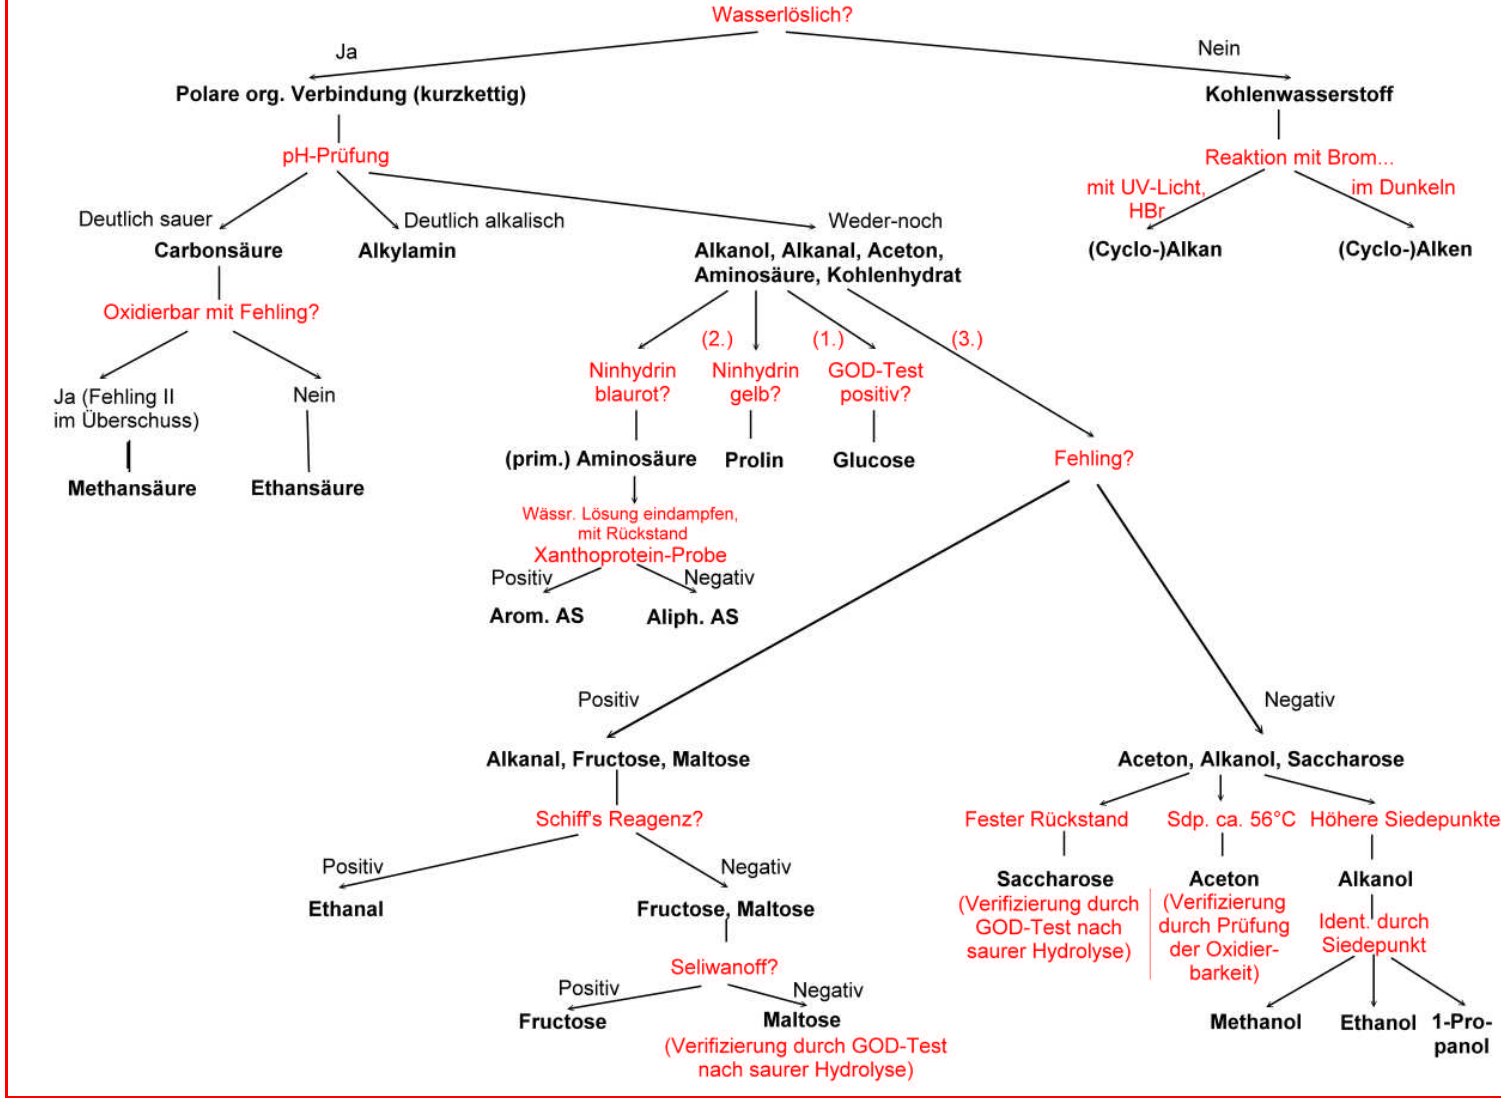 Wasserlöslich?
Ja
Nein
Polare org. Verbindung (kurzkettig)
Kohlenwasserstoff
pH-Prüfung
Reaktion mit Brom...
mit UV-Licht,
HBr
im Dunkeln
Deutlich sauer
Deutlich alkalisch
Weder-noch
Carbonsäure
Alkylamin
Alkanol, Alkanal, Aceton,
Aminosäure, Kohlenhydrat
(Cyclo-)Alkan
(Cyclo-)Alken
Oxidierbar mit Fehling?
(2.)
(1.)
(3.)
Ja (Fehling II
im Überschuss)
Nein
Ninhydrin
blaurot?
Ninhydrin
gelb?
GOD-Test
positiv?
Methansäure
Ethansäure
(prim.) Aminosäure
Prolin
Glucose
Fehling?
Wässr. Lösung eindampfen,
mit Rückstand
Xanthoprotein-Probe
Positiv
Negativ
Arom. AS
Aliph. AS
Positiv
Negativ
Alkanal, Fructose, Maltose
Aceton, Alkanol, Saccharose
Schiff's Reagenz?
Fester Rückstand
Sdp. ca. 56°C
Höhere Siedepunkte
Positiv
Negativ
Ethanal
Fructose, Maltose
Saccharose
(Verifizierung durch
GOD-Test nach
saurer Hydrolyse)
Aceton
(Verifizierung
durch Prüfung
der Oxidier-
barkeit)
Alkanol
Ident. durch
Siedepunkt
Seliwanoff?
Positiv
Negativ
Fructose
Maltose
(Verifizierung durch GOD-Test
nach saurer Hydrolyse)
Methanol
Ethanol
1-Pro-
panol